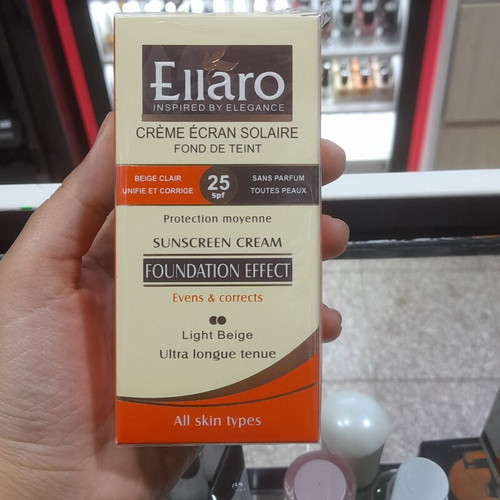 Ellaro
INSPIRED BY ELEGANCE
CRÈME ÉCRAN SOLAIRE
FOND DE TEINT
BEIGE CLAIR
UNIFIE ET CORRIGE
25
spf
SANS PARFUM
TOUTES PEAUX
Protection moyenne
SUNSCREEN CREAM
FOUNDATION EFFECT
Evens & corrects
Light Beige
Ultra longue tenue
All skin types